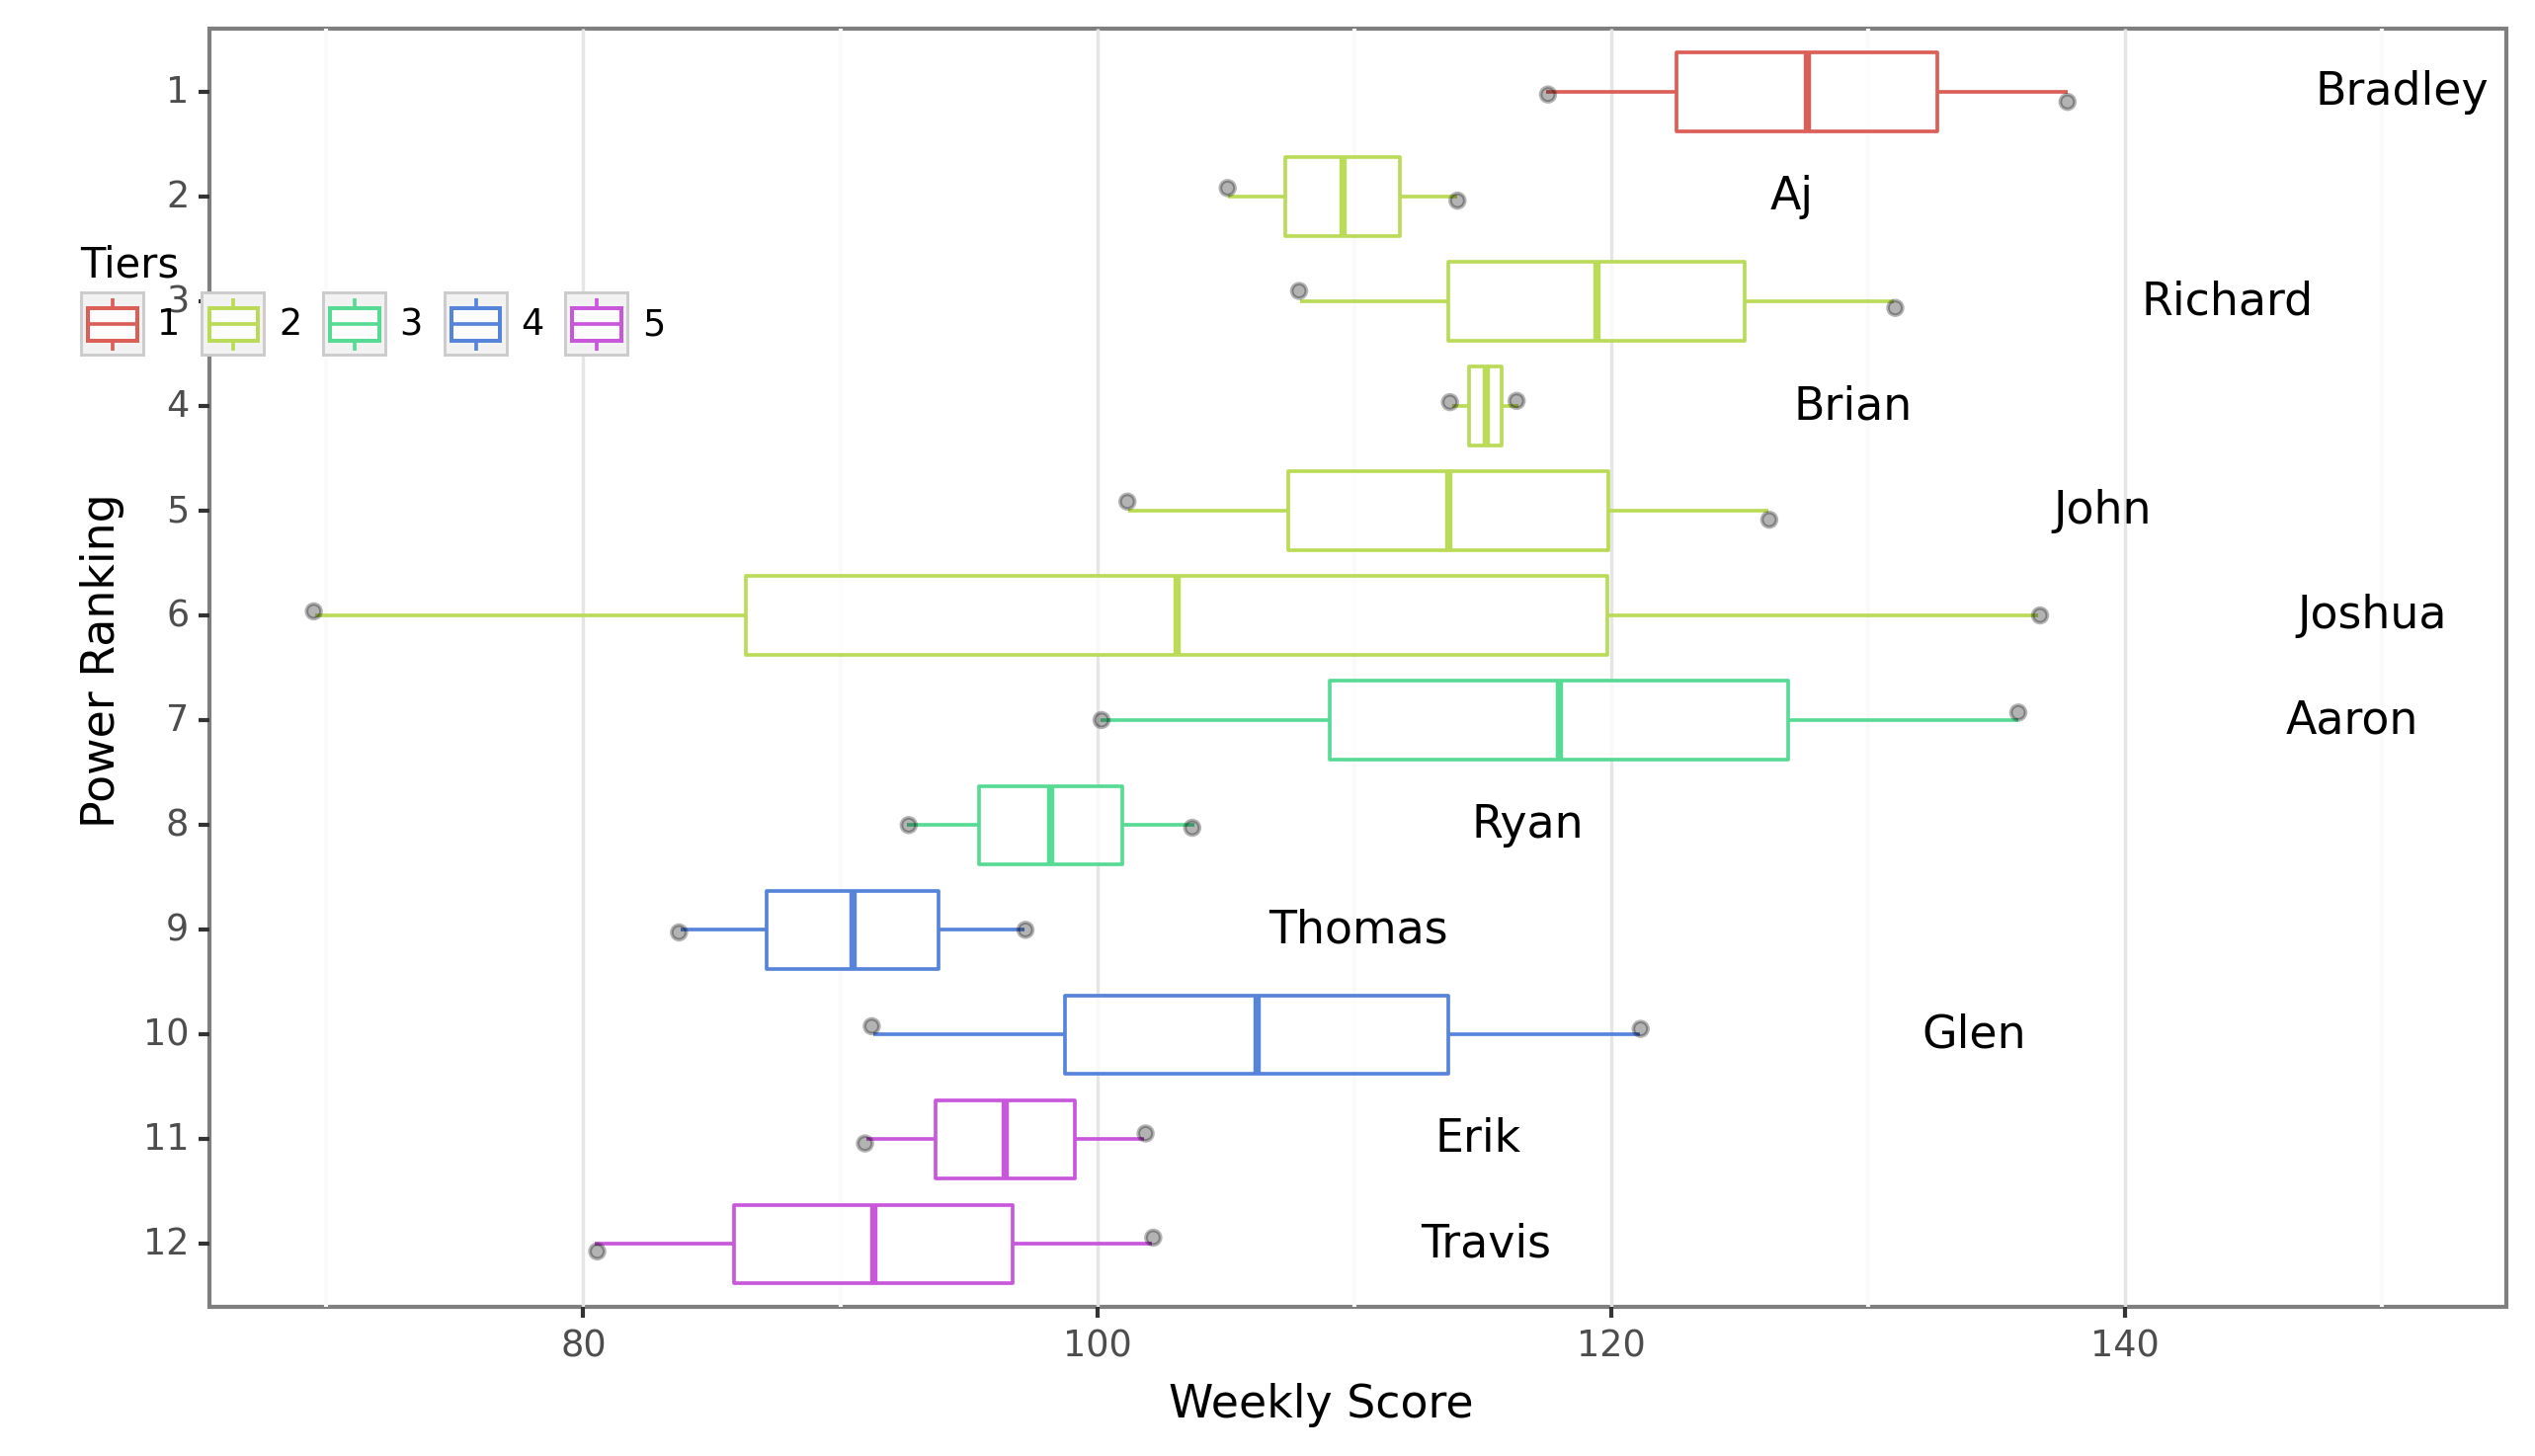 1 Bradley
2 Aj
Tiers
3 Richard
1 2 3 4 5
4 Brian
5 John
6 Joshua
7 Aaron
8 Ryan
9 Thomas
10 Glen
11 Erik
12 Travis
Power Ranking
80 100 120 140
Weekly Score